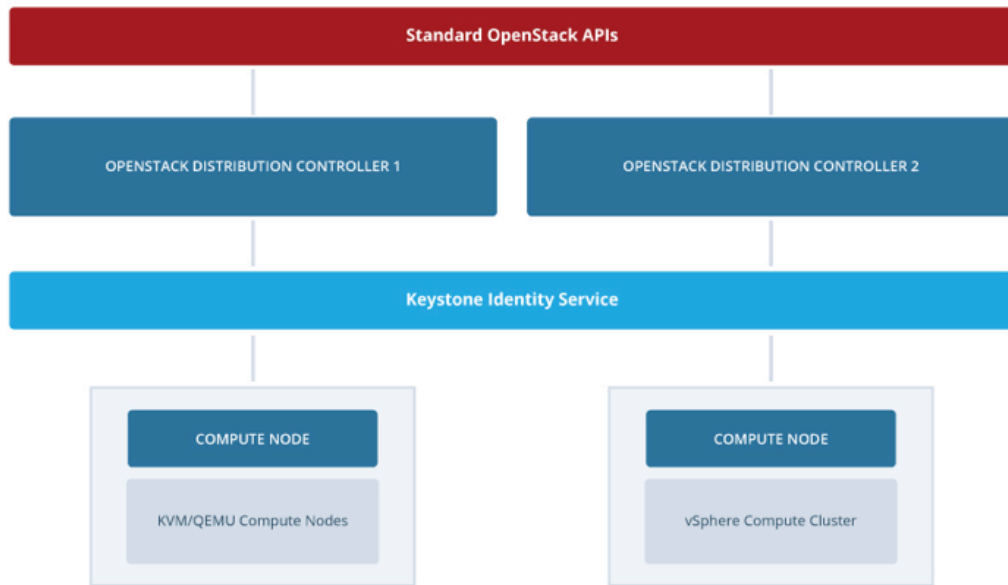 Standard OpenStack APIs
OPENSTACK DISTRIBUTION CONTROLLER 1
OPENSTACK DISTRIBUTION CONTROLLER 2
Keystone Identity Service
COMPUTE NODE
COMPUTE NODE
KVM/QEMU Compute Nodes
vSphere Compute Cluster